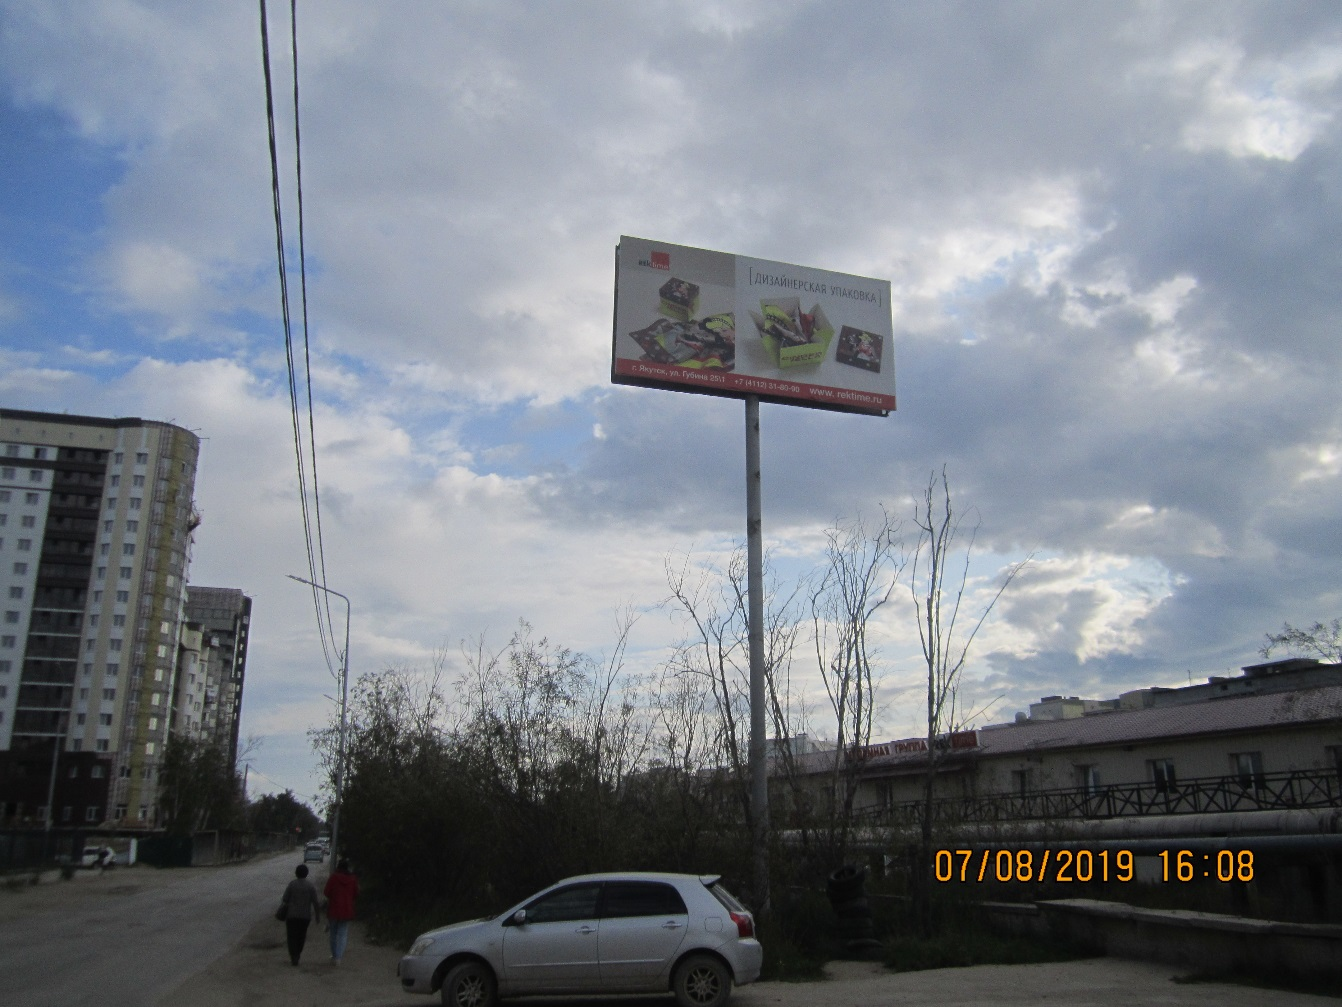 rektime
[ДИЗАЙНЕРСКАЯ УПАКОВКА]
г. Якутск, ул. Губина 25\1 +7 (4112) 31-80-90 www.rektime.ru
ГРУППА
07/08/2019 16:08